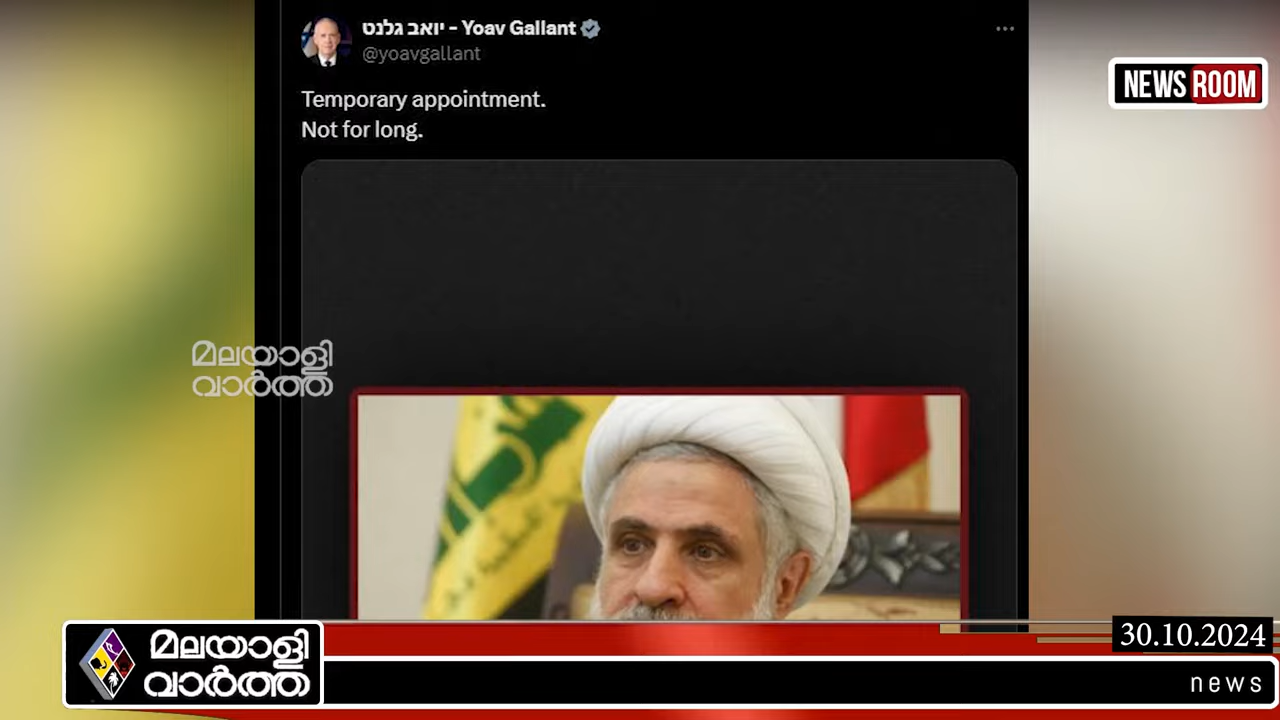 יואב גלנט - Yoav Gallant
@yoavgallant
Temporary appointment.
Not for long.
NEWS ROOM
മലയാളി
വാർത്ത
മലയാളി
വാർത്ത
30.10.2024
news